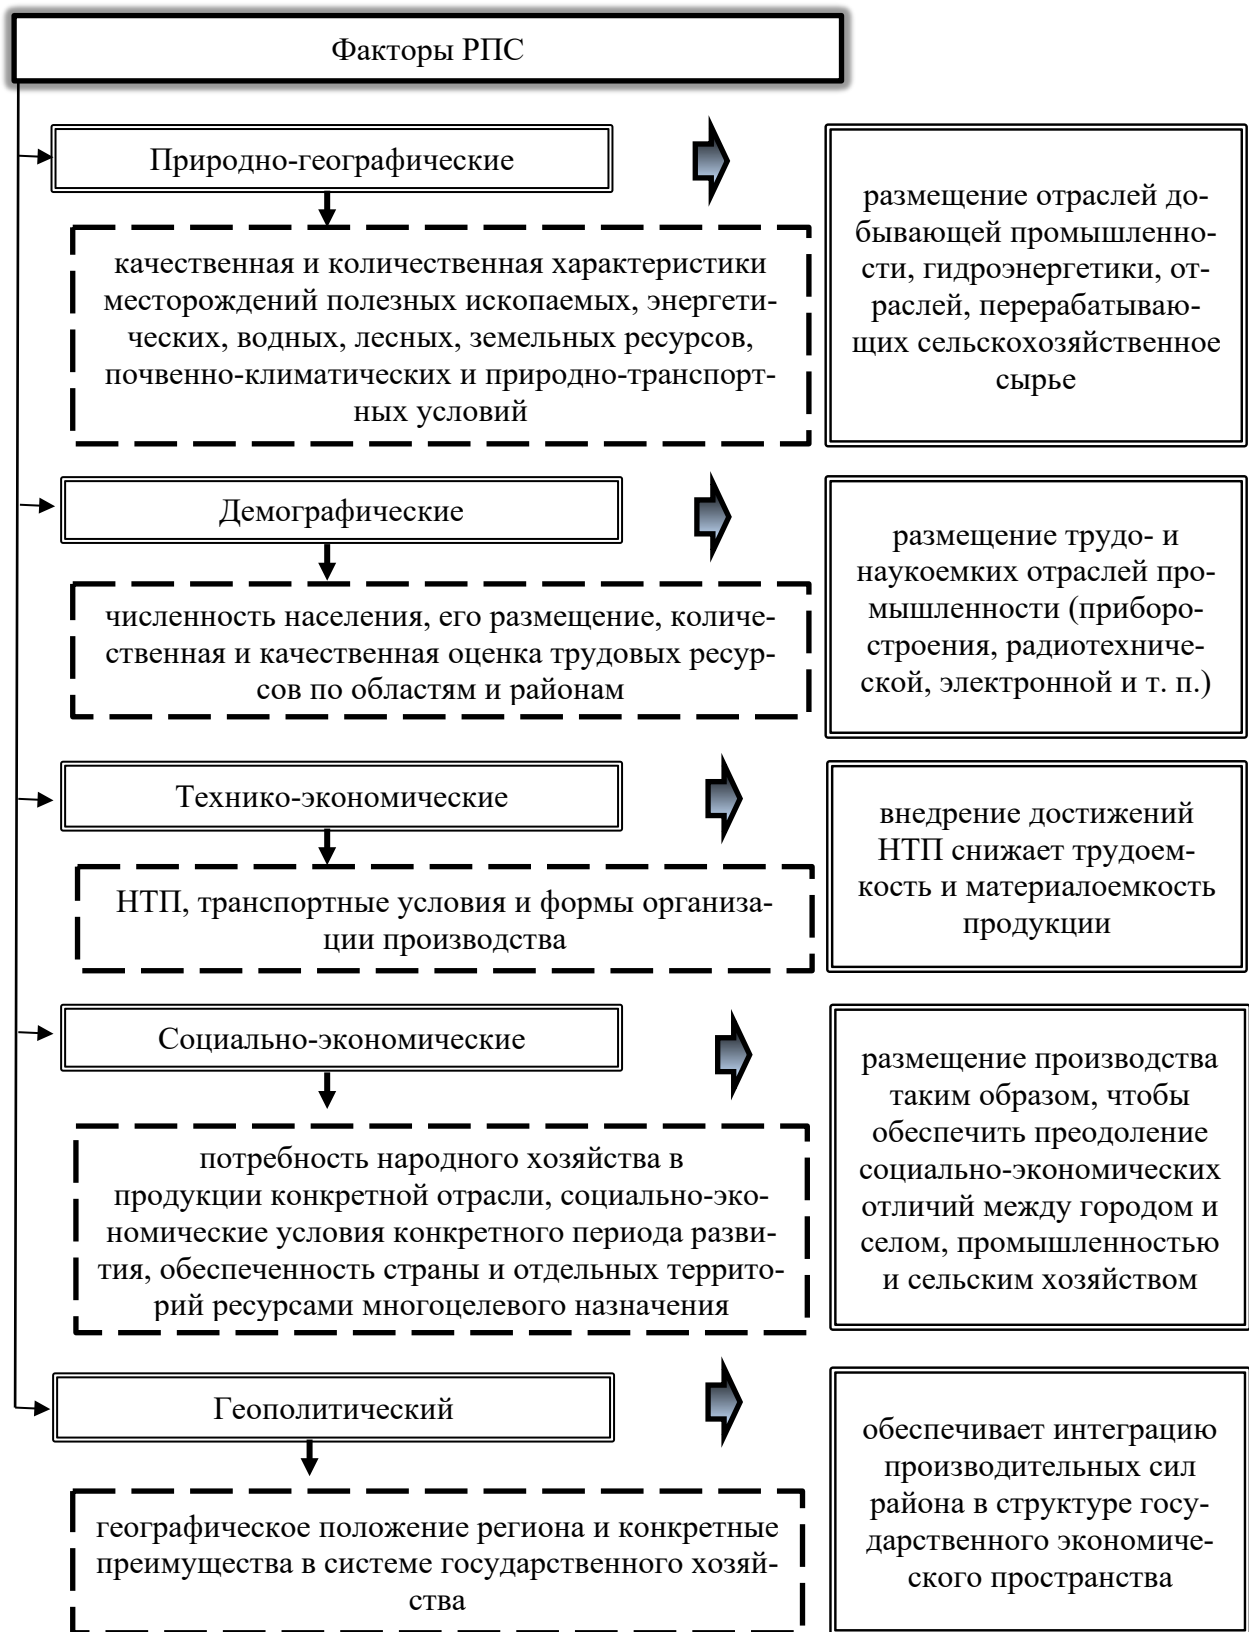 Факторы РПС
Природно-географические
качественная и количественная характеристики
месторождений полезных ископаемых, энергети-
ческих, водных, лесных, земельных ресурсов,
почвенно-климатических и природно-транспорт-
ных условий
размещение отраслей до-
бывающей промышленно-
сти, гидроэнергетики, от-
раслей, перерабатываю-
щих сельскохозяйственное
сырье
Демографические
численность населения, его размещение, количе-
ственная и качественная оценка трудовых ресур-
сов по областям и районам
размещение трудо- и
наукоемких отраслей про-
мышленности (приборо-
строения, радиотехниче-
ской, электронной и т. п.)
Технико-экономические
НТП, транспортные условия и формы организа-
ции производства
внедрение достижений
НТП снижает трудоем-
кость и материалоемкость
продукции
Социально-экономические
потребность народного хозяйства в
продукции конкретной отрасли, социально-эко-
номические условия конкретного периода разви-
тия, обеспеченность страны и отдельных террито-
рий ресурсами многоцелевого назначения
размещение производства
таким образом, чтобы
обеспечить преодоление
социально-экономических
отличий между городом и
селом, промышленностью
и сельским хозяйством
Геополитический
географическое положение региона и конкретные
преимущества в системе государственного хозяй-
ства
обеспечивает интеграцию
производительных сил
района в структуре госу-
дарственного экономиче-
ского пространства